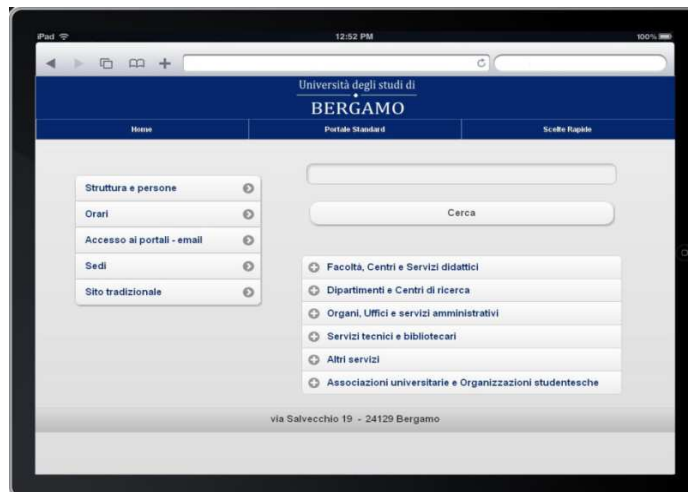 iPad 12:52 PM 100%
Università degli studi di
BERGAMO
Home Portale Standard Scelte Rapide
Struttura e persone
Orari
Accesso ai portali - email
Sedi
Sito tradizionale
Cerca
Facoltà, Centri e Servizi didattici
Dipartimenti e Centri di ricerca
Organi, Uffici e servizi amministrativi
Servizi tecnici e bibliotecari
Altri servizi
Associazioni universitarie e Organizzazioni studentesche
via Salvecchio 19 - 24129 Bergamo